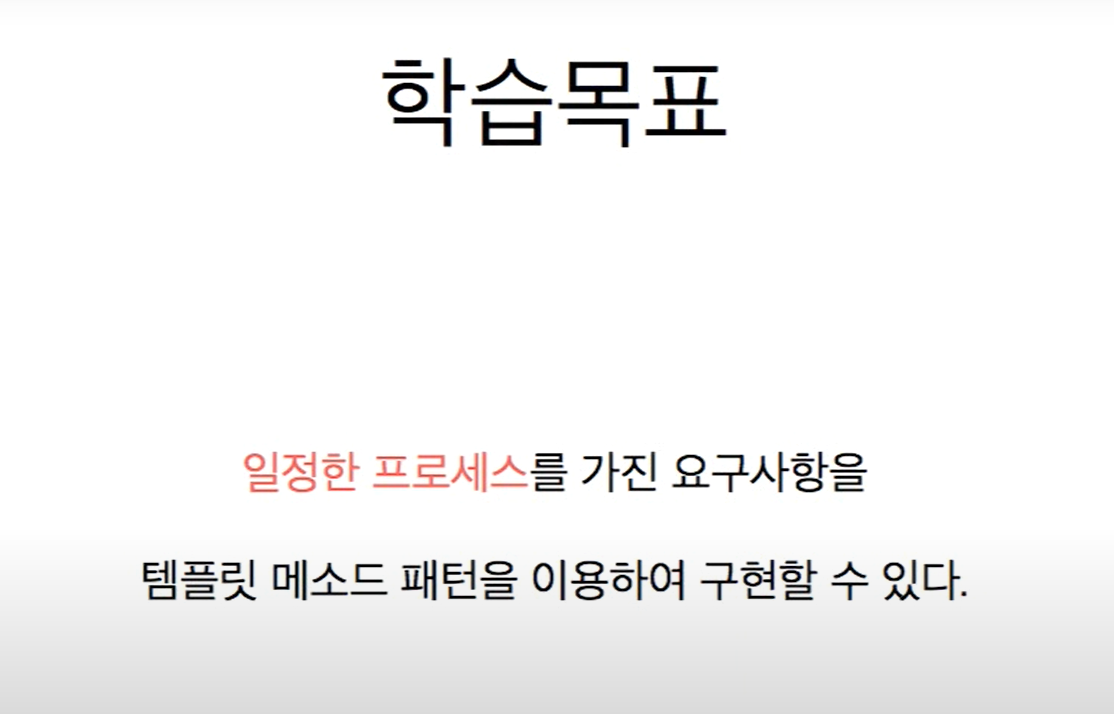 학습목표
일정한 프로세스를 가진 요구사항을
템플릿 메소드 패턴을 이용하여 구현할 수 있다.